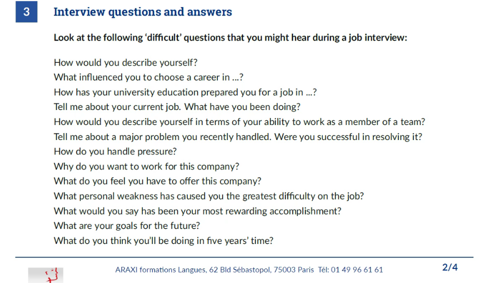 3 Interview questions and answers
Look at the following ‘difficult’ questions that you might hear during a job interview:
How would you describe yourself?
What influenced you to choose a career in ...?
How has your university education prepared you for a job in ...?
Tell me about your current job. What have you been doing?
How would you describe yourself in terms of your ability to work as a member of a team?
Tell me about a major problem you recently handled. Were you successful in resolving it?
How do you handle pressure?
Why do you want to work for this company?
What do you feel you have to offer this company?
What personal weakness has caused you the greatest difficulty on the job?
What would you say has been your most rewarding accomplishment?
What are your goals for the future?
What do you think you’ll be doing in five years’ time?
ARAXI formations Langues, 62 Bld Sébastopol, 75003 Paris Tél: 01 49 96 61 61
2/4